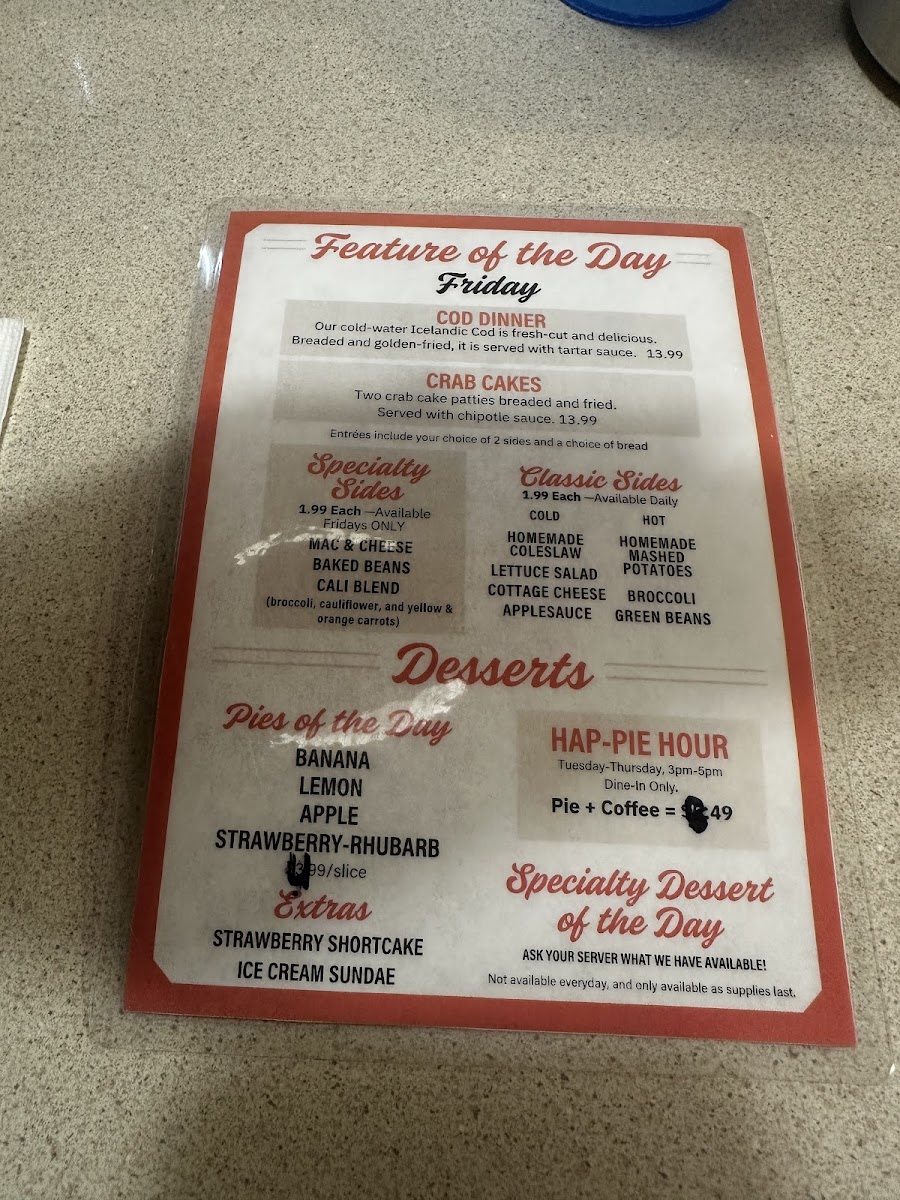 Feature of the Day
Friday
COD DINNER
Our cold-water Icelandic Cod is fresh-cut and delicious.
Breaded and golden-fried, it is served with tartar sauce. 13.99
CRAB CAKES
Two crab cake patties breaded and fried.
Served with chipotle sauce. 13.99
Entrées include your choice of 2 sides and a choice of bread
Specialty
Sides
1.99 Each —Available
Fridays ONLY
MAC & CHEESE
BAKED BEANS
CALI BLEND
(broccoli, cauliflower, and yellow &
orange carrots)
Classic Sides
1.99 Each —Available Daily
COLD
HOMEMADE
COLESLAW
LETTUCE SALAD
COTTAGE CHEESE
APPLESAUCE
HOT
HOMEMADE
MASHED
POTATOES
BROCCOLI
GREEN BEANS
Desserts
Pies of the Day
BANANA
LEMON
APPLE
STRAWBERRY-RHUBARB
99/slice
Extras
STRAWBERRY SHORTCAKE
ICE CREAM SUNDAE
HAP-PIE HOUR
Tuesday-Thursday, 3pm-5pm
Dine-In Only.
Pie + Coffee = 49
Specialty Dessert
of the Day
ASK YOUR SERVER WHAT WE HAVE AVAILABLE!
Not available everyday, and only available as supplies last.